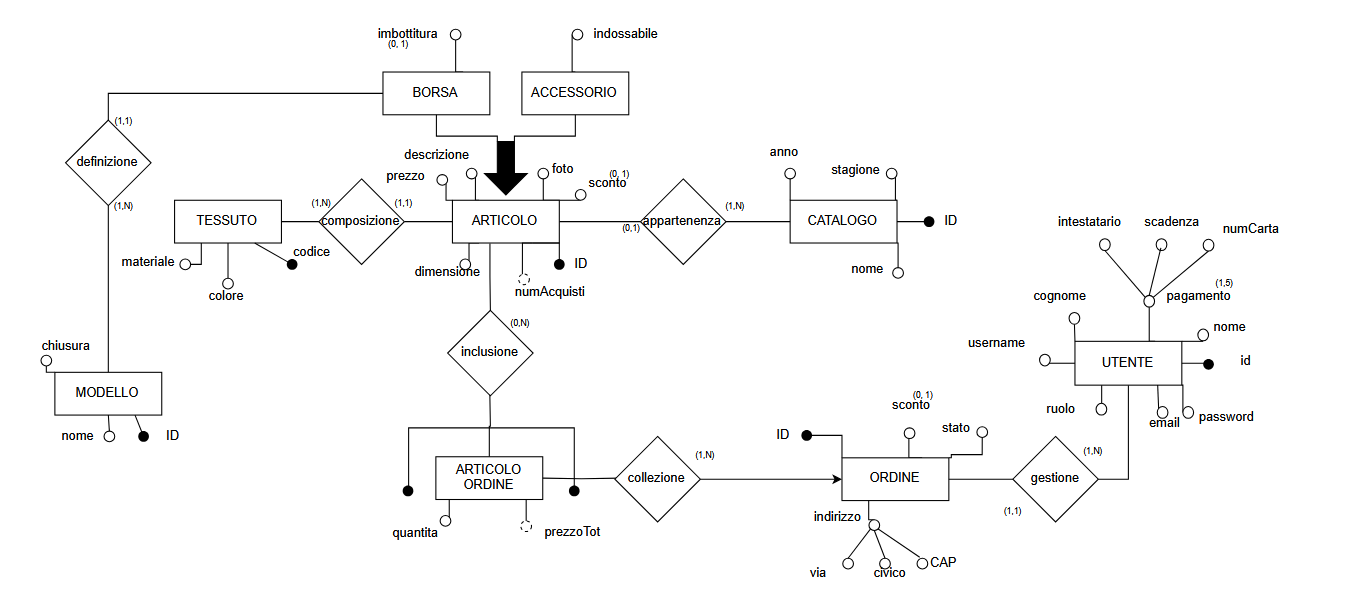 imbottitura
(0, 1)
indossabile
BORSA
ACCESSORIO
(1,1)
definizione
(1,N)
descrizione
prezzo
foto
(0, 1)
sconto
anno
stagione
TESSUTO
(1,N)
composizione
(1,1)
ARTICOLO
(0,1)
appartenenza
(1,N)
CATALOGO
ID
materiale
colore
codice
dimensione
numAcquisti
ID
nome
intestatario
scadenza
numCarta
(1,5)
pagamento
cognome
nome
username
UTENTE
id
ruolo
email
password
(0,N)
inclusione
chiusura
MODELLO
nome
ID
ARTICOLO
ORDINE
quantita
prezzoTot
collezione
(1,N)
ID
(0, 1)
sconto
stato
ORDINE
(1,1)
gestione
(1,N)
indirizzo
via
civico
CAP